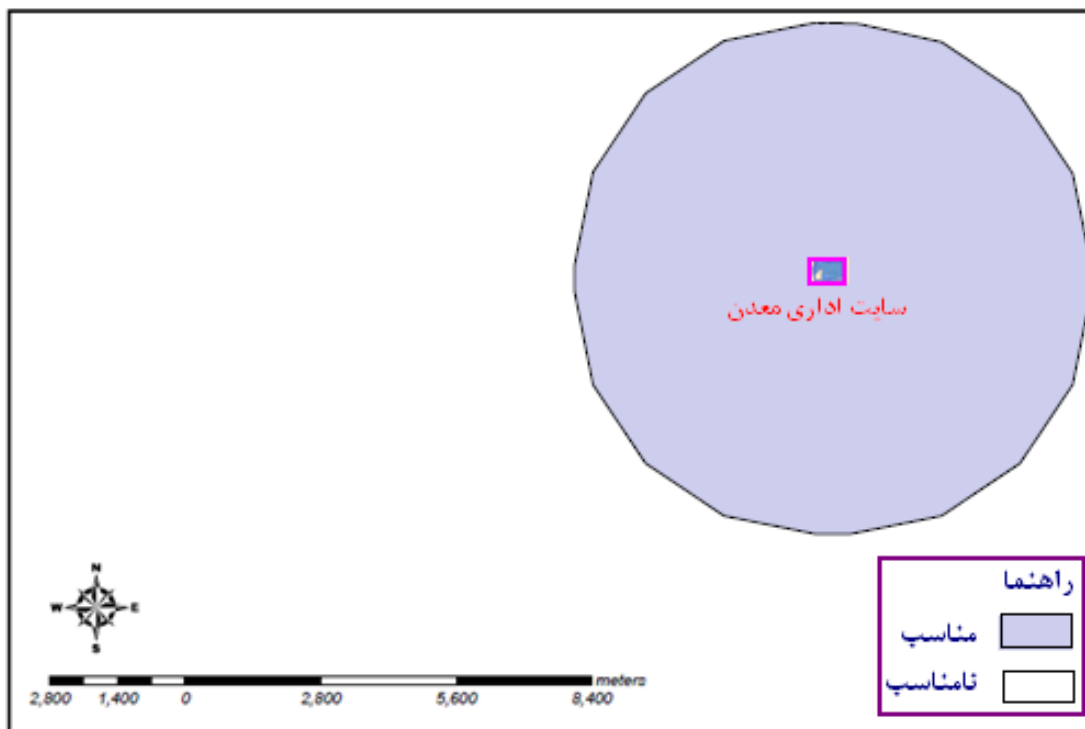 سایت اداری معدن
N
W E
S
2,800 1,400 0 2,800 5,600 8,400 meters
راهنما
مناسب
نامناسب